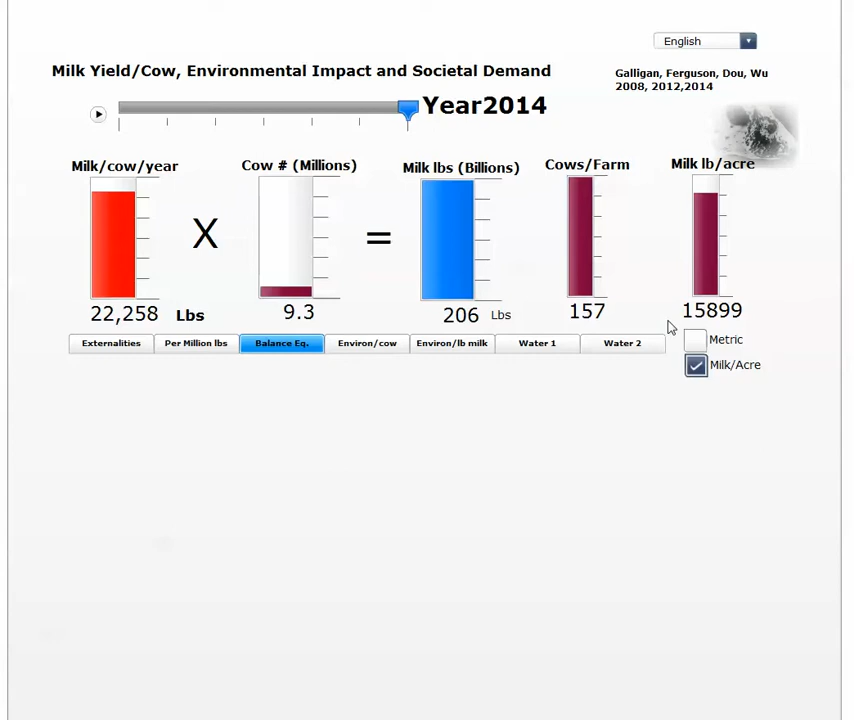 English
Milk Yield/Cow, Environmental Impact and Societal Demand
Galligan, Ferguson, Dou, Wu
2008, 2012,2014
Year2014
Milk/cow/year
Cow # (Millions)
Milk lbs (Billions)
Cows/Farm
Milk lb/acre
X
=
22,258 Lbs
9.3
206 Lbs
157
15899
Externalities
Per Million lbs
Balance Eq.
Environ/cow
Environ/lb milk
Water 1
Water 2
Metric
Milk/Acre